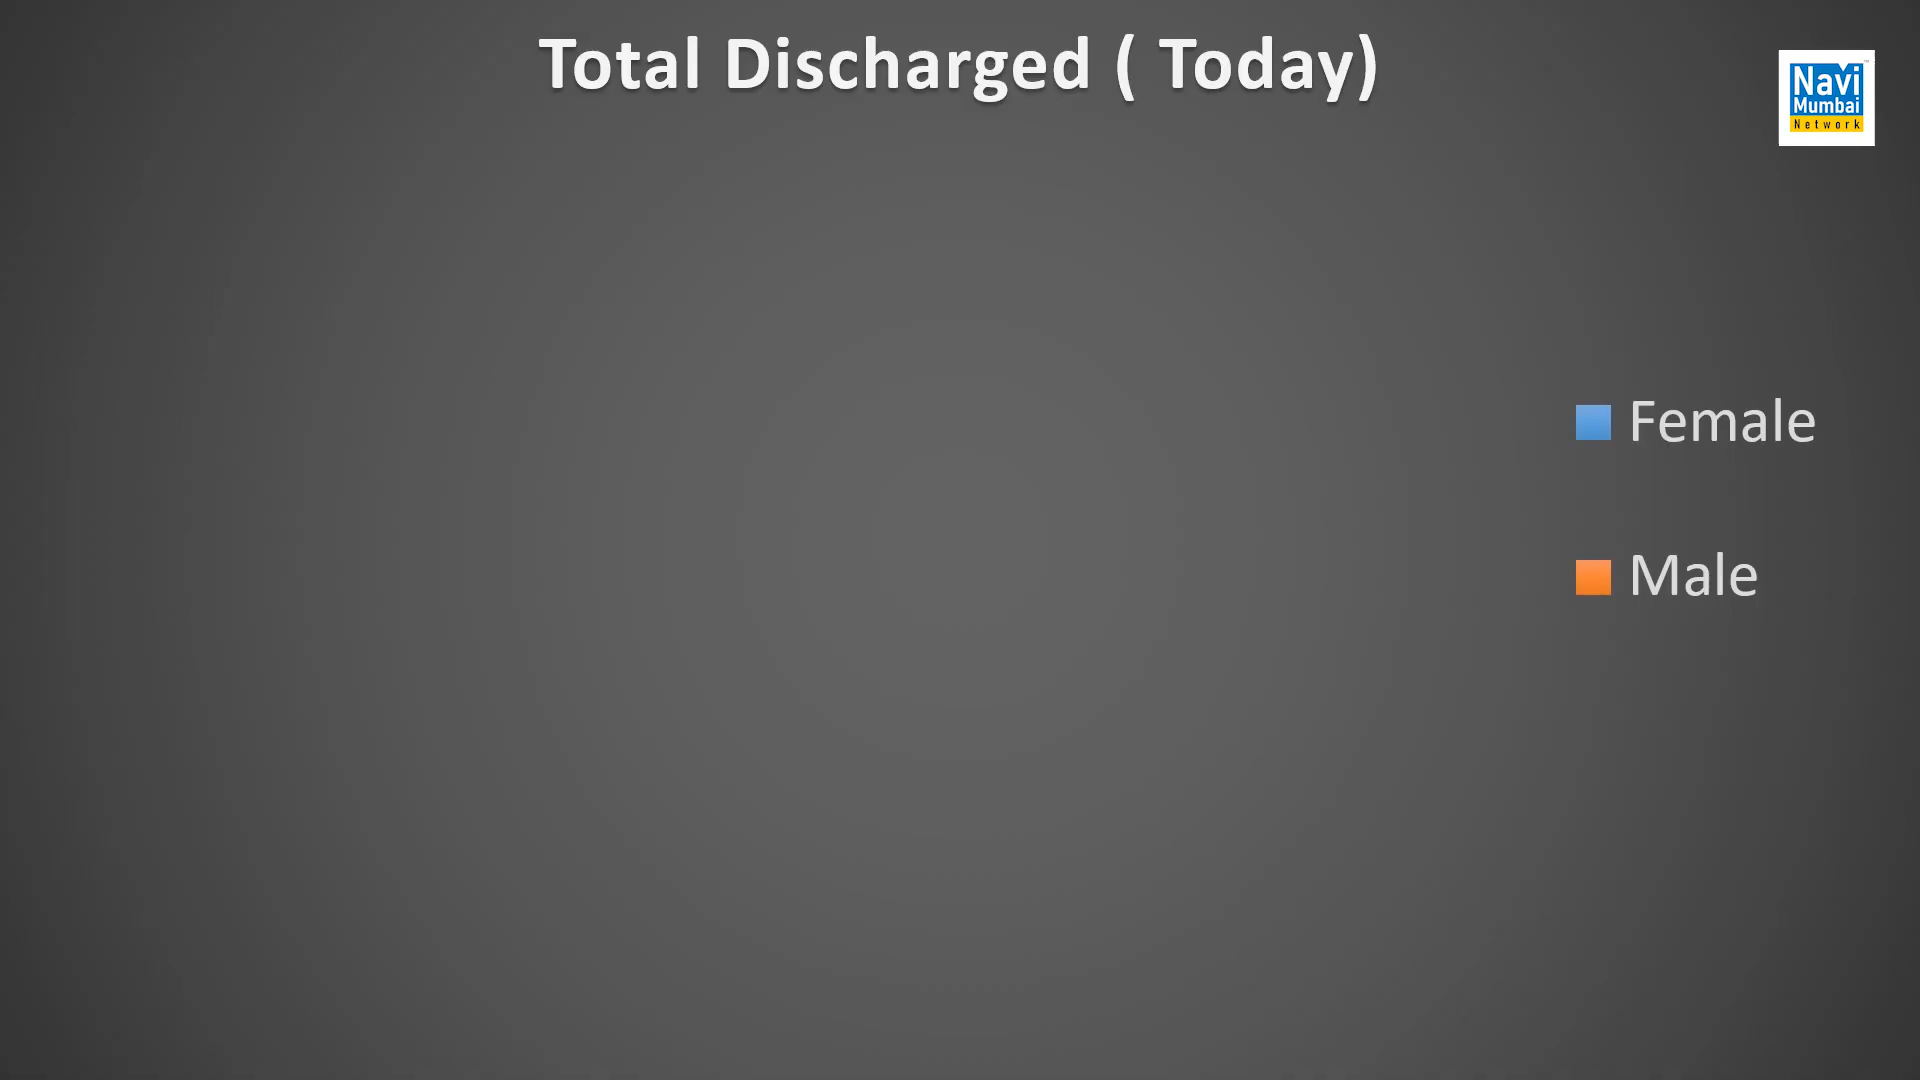 Total Discharged ( Today)
Navi
Mumbai
Network
Female
Male